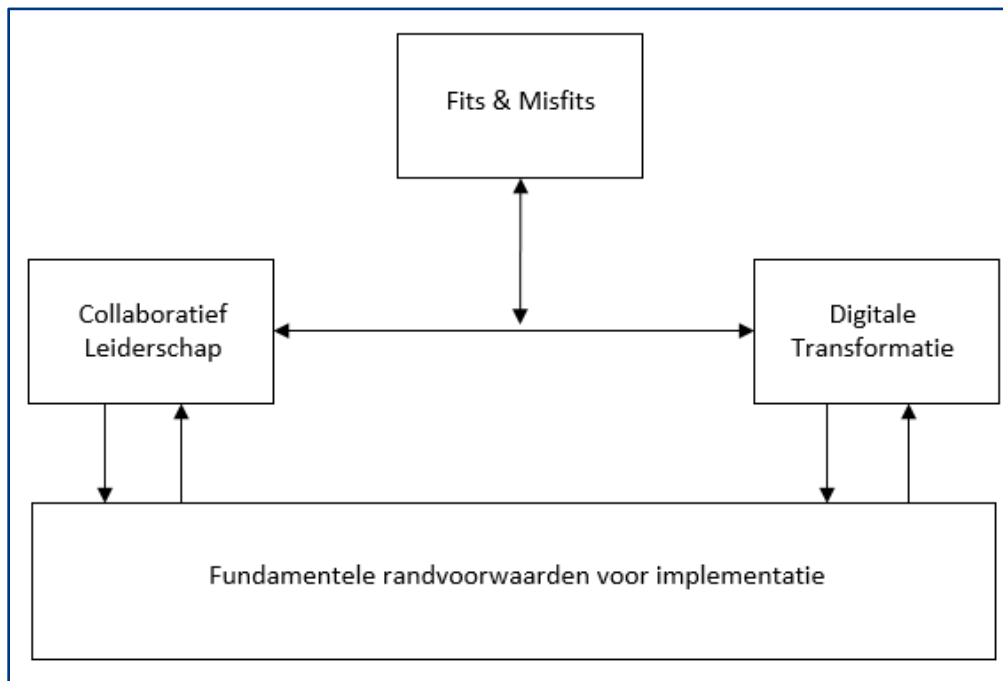 Fits & Misfits
Collaboratief
Leiderschap
Digitale
Transformatie
Fundamentele randvoorwaarden voor implementatie